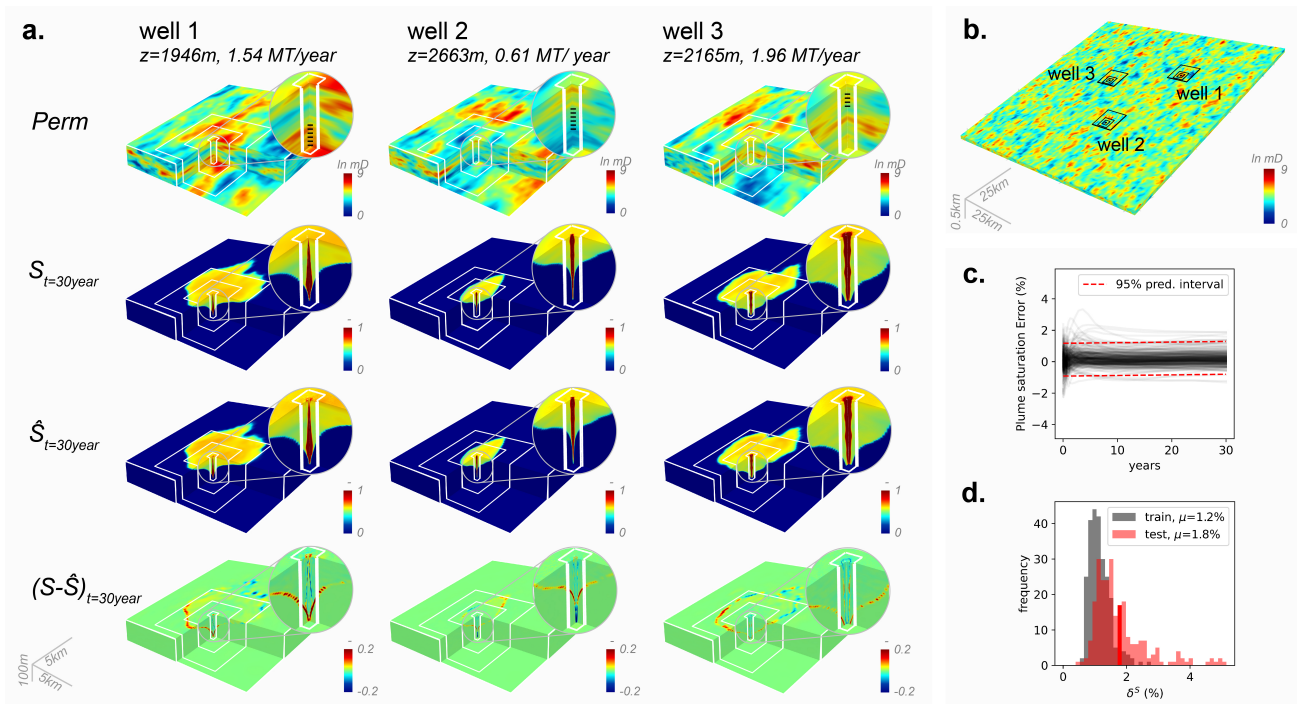 a.
well 1
z=1946m, 1.54 MT/year
well 2
z=2663m, 0.61 MT/ year
well 3
z=2165m, 1.96 MT/year
Perm
ln mD
9
0
ln mD
9
0
ln mD
9
0
S t=30year
-
1
0
-
1
0
-
1
0
Ŝ t=30year
-
1
0
-
1
0
-
1
0
(S-Ŝ) t=30year
0.2
-0.2
0.2
-0.2
0.2
-0.2
100m
5km
5km
b.
well 3
well 1
well 2
ln mD
9
0
0.5km
25km
25km
c.
Plume saturation Error (%)
4
2
0
−2
−4
95% pred. interval
0
10
20
30
years
d.
frequency
40
30
20
10
0
train, μ=1.2%
test, μ=1.8%
0
2
4
δˢ (%)